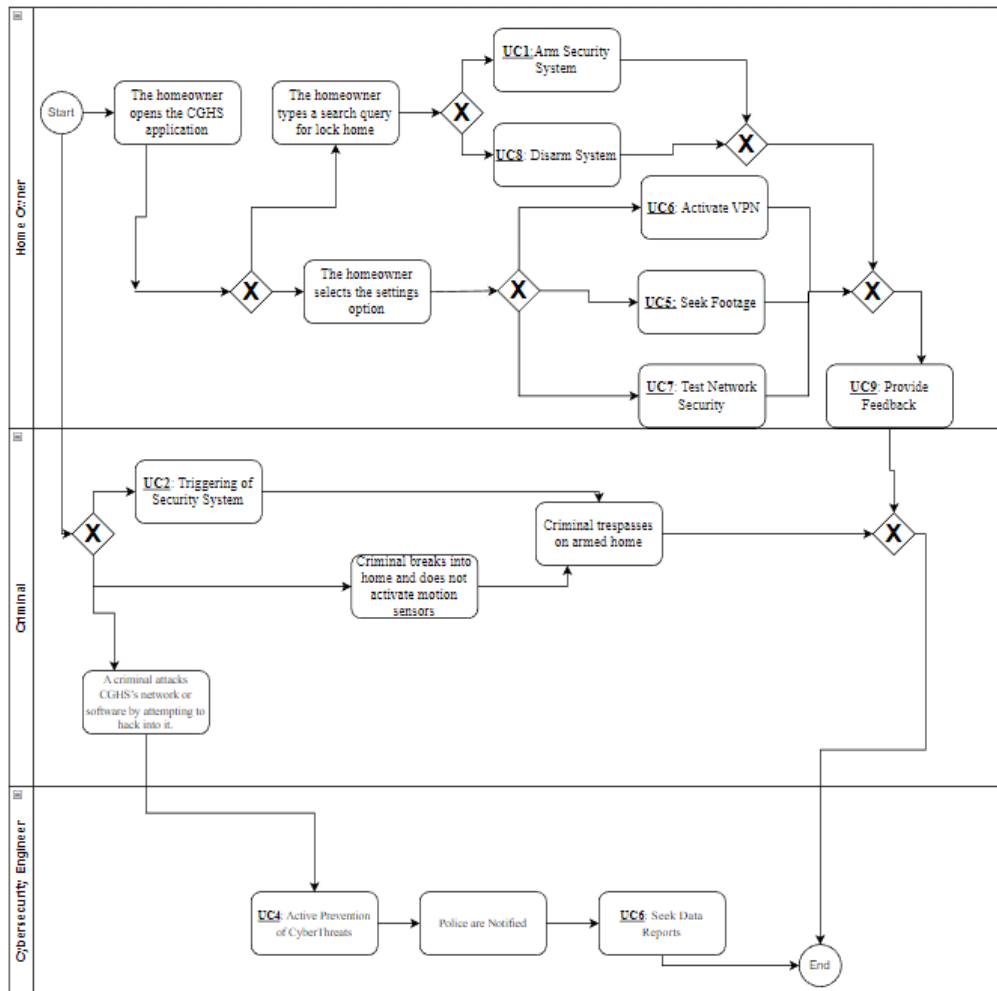 Home Owner
Start
The homeowner
opens the CGHS
application
The homeowner
types a search query
for lock home
X
UC1:Arm Security
System
UC8: Disarm System
X
UC6: Activate VPN
X
The homeowner
selects the settings
option
X
UC5: Seek Footage
X
UC7: Test Network
Security
UC9: Provide
Feedback
Criminal
X
UC2: Triggering of
Security System
Criminal breaks into
home and does not
activate motion
sensors
Criminal trespasses
on armed home
X
A criminal attacks
CGHS's network or
software by attempting to
hack into it.
Cybersecurity Engineer
UC4: Active Prevention
of CyberThreats
Police are Notified
UC6: Seek Data
Reports
End